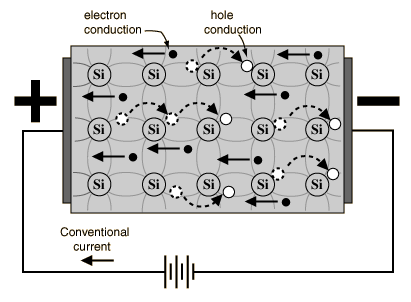 electron
conduction
hole
conduction
Si Si Si Si Si
+ −
Si Si Si Si Si
Si Si Si Si Si
Conventional
current